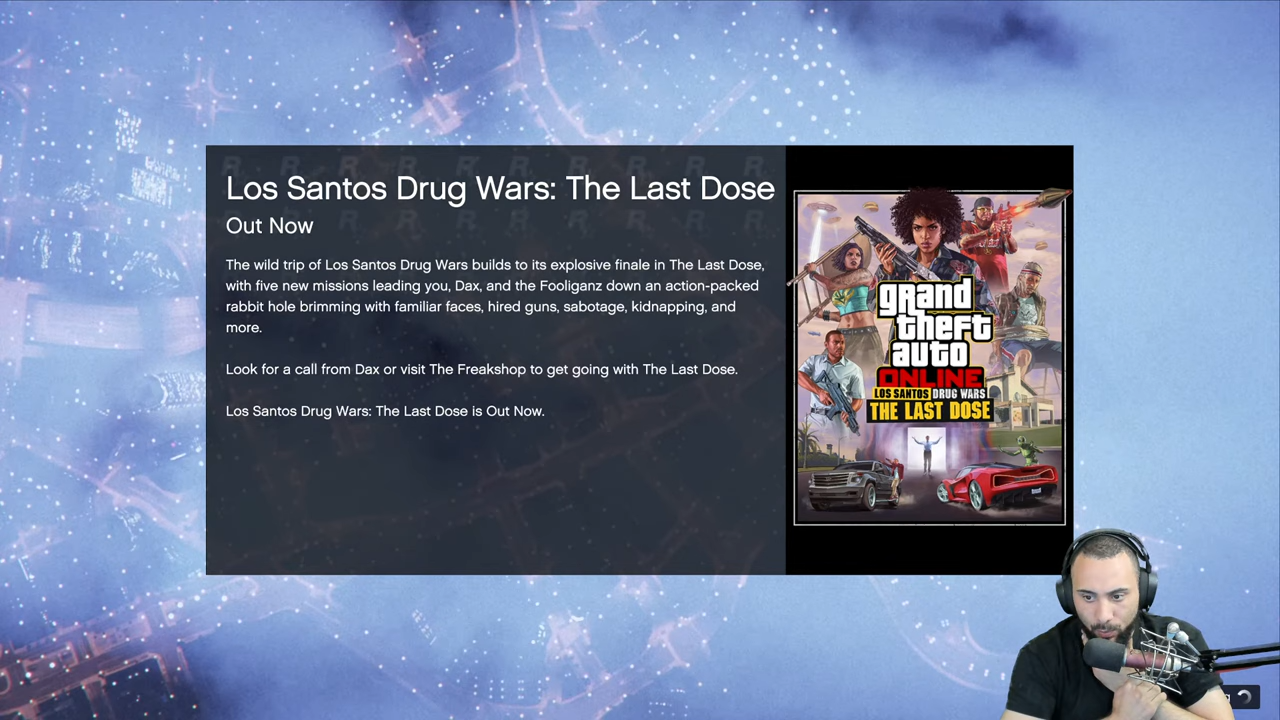 Los Santos Drug Wars: The Last Dose
Out Now
The wild trip of Los Santos Drug Wars builds to its explosive finale in The Last Dose,
with five new missions leading you, Dax, and the Fooliganz down an action-packed
rabbit hole brimming with familiar faces, hired guns, sabotage, kidnapping, and
more.
Look for a call from Dax or visit The Freakshop to get going with The Last Dose.
Los Santos Drug Wars: The Last Dose is Out Now.
grand
theft
auto
ONLINE
LOS SANTOS DRUG WARS
THE LAST DOSE